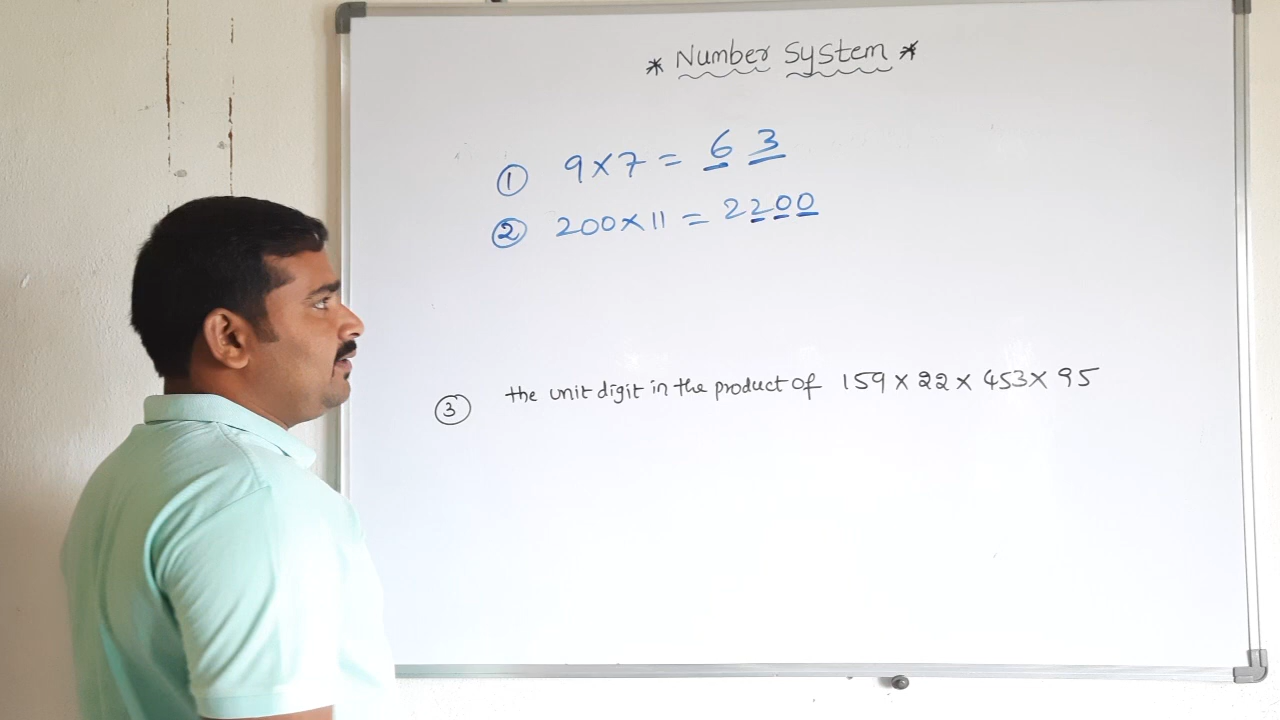 * Number System *
① 9×7 = 63
② 200×11 = 2200
③ the unit digit in the product of 159 × 22 × 453 × 95